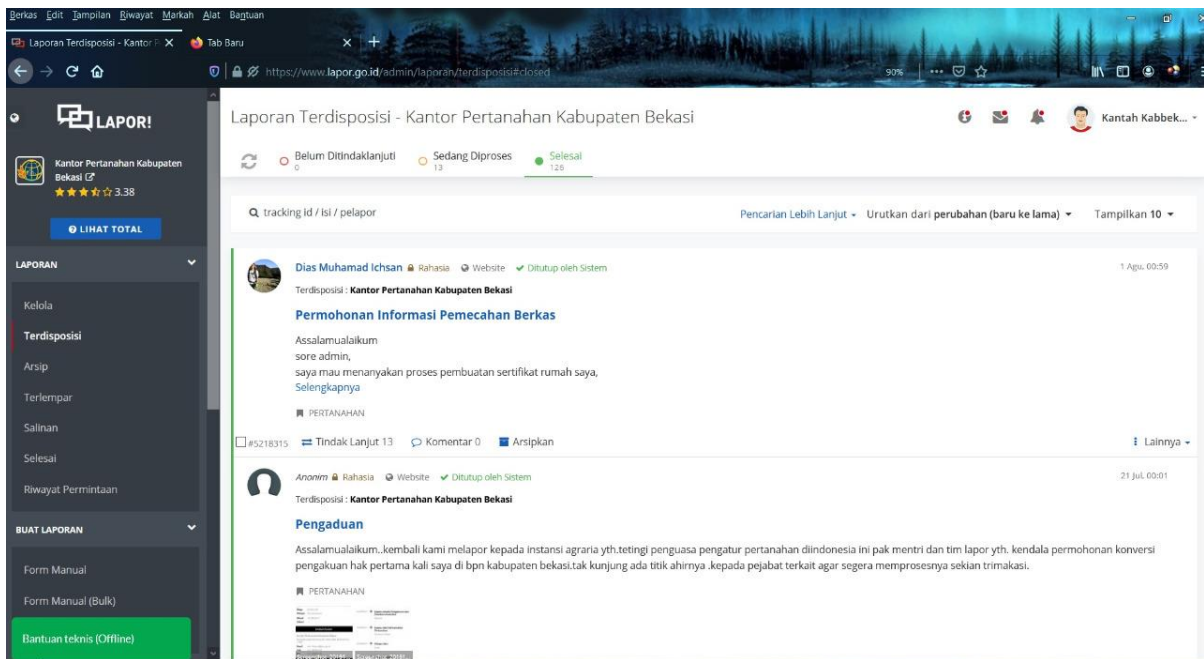 Berkas Edit Tampilan Riwayat Markah Alat Bantuan
Laporan Terdisposisi - Kantor P
Tab Baru
https://www.lapor.go.id/admin/laporan/terdisposisi#closed
90%
LAPOR!
Kantor Pertanahan Kabupaten
Bekasi
3.38
LIHAT TOTAL
LAPORAN
Kelola
Terdisposisi
Arsip
Terlempar
Salinan
Selesai
Riwayat Permintaan
BUAT LAPORAN
Form Manual
Form Manual (Bulk)
Bantuan teknis (Offline)
Laporan Terdisposisi - Kantor Pertanahan Kabupaten Bekasi
Kantah Kabbek...
Belum Ditindaklanjuti
0
Sedang Diproses
13
Selesai
126
tracking id / isi / pelapor
Pencarian Lebih Lanjut
Urutkan dari perubahan (baru ke lama)
Tampilkan 10
Dias Muhamad Ichsan Rahasia Website Ditutup oleh Sistem
1 Agu, 00:59
Terdisposisi : Kantor Pertanahan Kabupaten Bekasi
Permohonan Informasi Pemecahan Berkas
Assalamualaikum
sore admin,
saya mau menanyakan proses pembuatan sertifikat rumah saya,
Selengkapnya
PERTANAHAN
#5218315 Tindak Lanjut 13 Komentar 0 Arsipkan
Lainnya
Anonim Rahasia Website Ditutup oleh Sistem
21 Jul, 00:01
Terdisposisi : Kantor Pertanahan Kabupaten Bekasi
Pengaduan
Assalamualaikum..kembali kami melapor kepada instansi agraria yth.tetingi penguasa pengatur pertanahan diindonesia ini pak mentri dan tim lapor yth. kendala permohonan konversi
pengakuan hak pertama kali saya di bpn kabupaten bekasi.tak kunjung ada titik ahirnya .kepada pejabat terkait agar segera memprosesnya sekian trimakasi.
PERTANAHAN